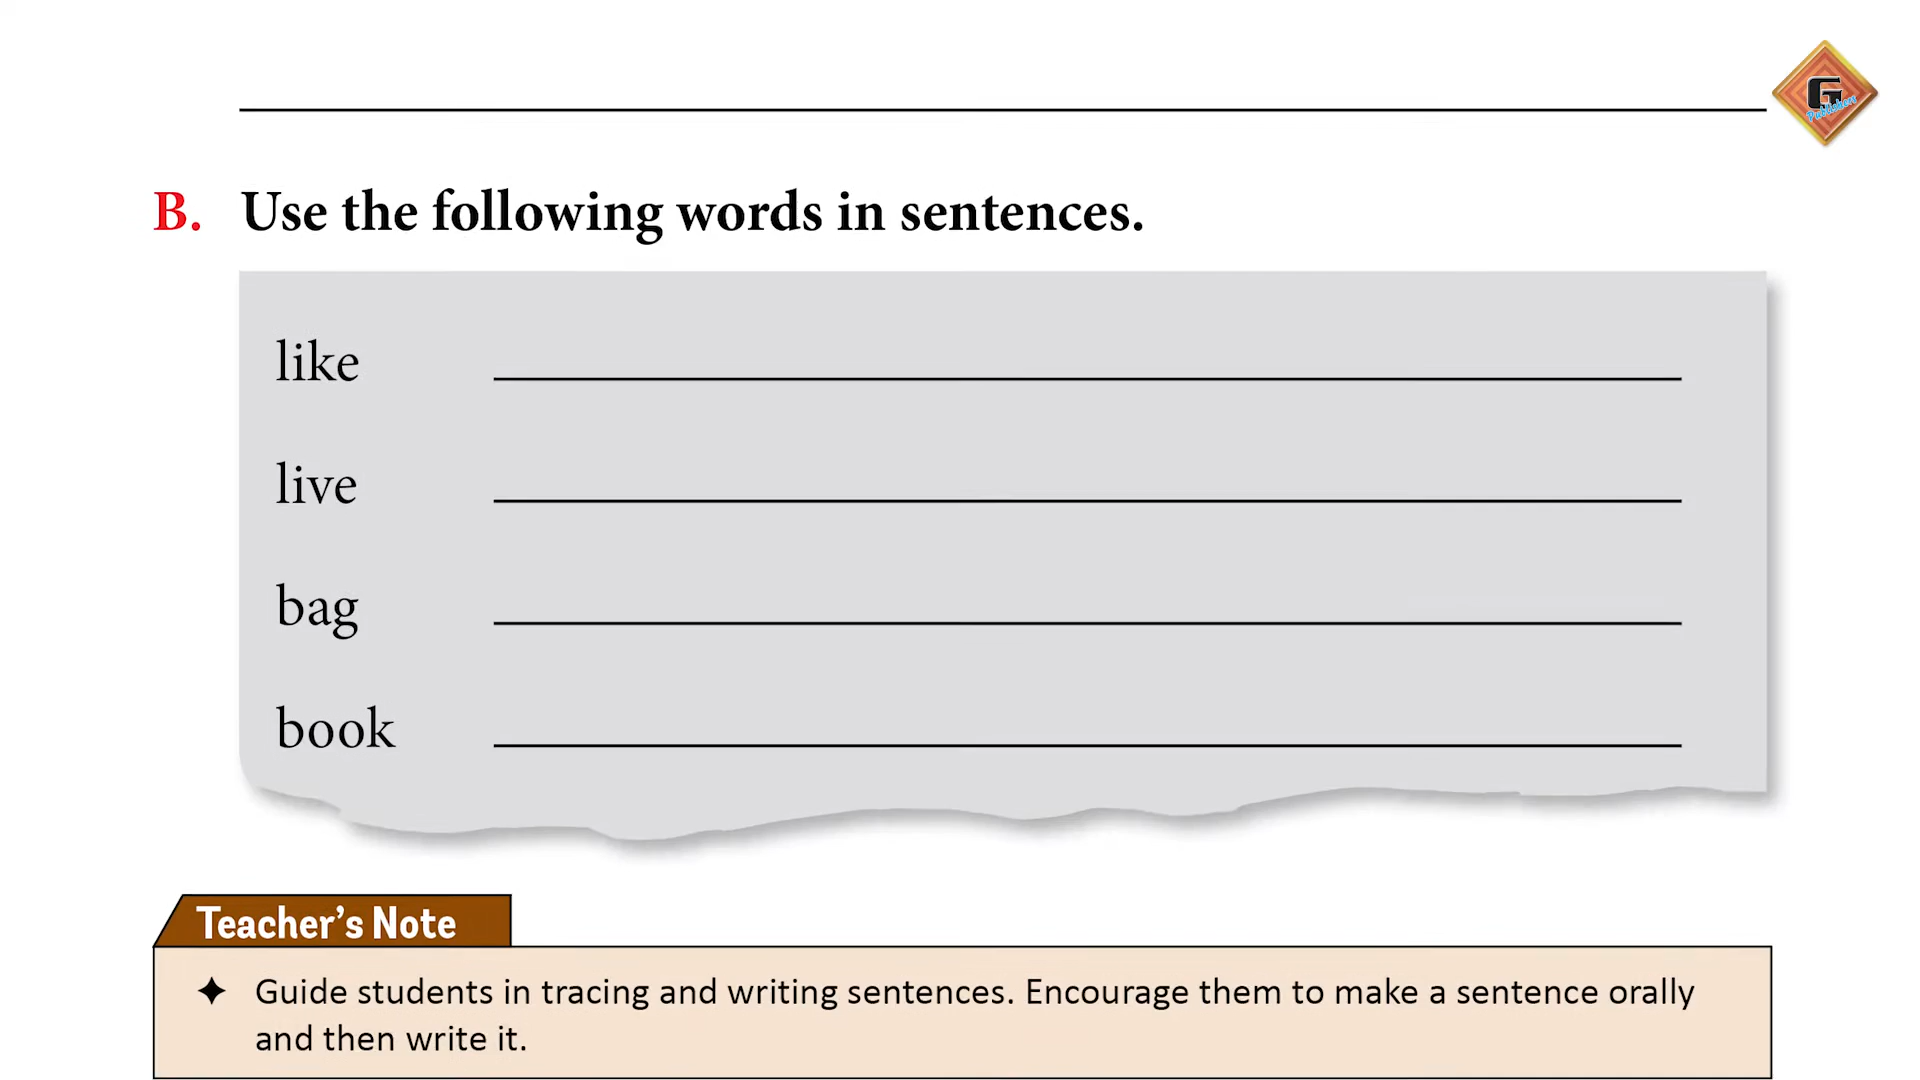 G
Publishers
B. Use the following words in sentences.
like
live
bag
book
Teacher's Note
✦ Guide students in tracing and writing sentences. Encourage them to make a sentence orally
and then write it.